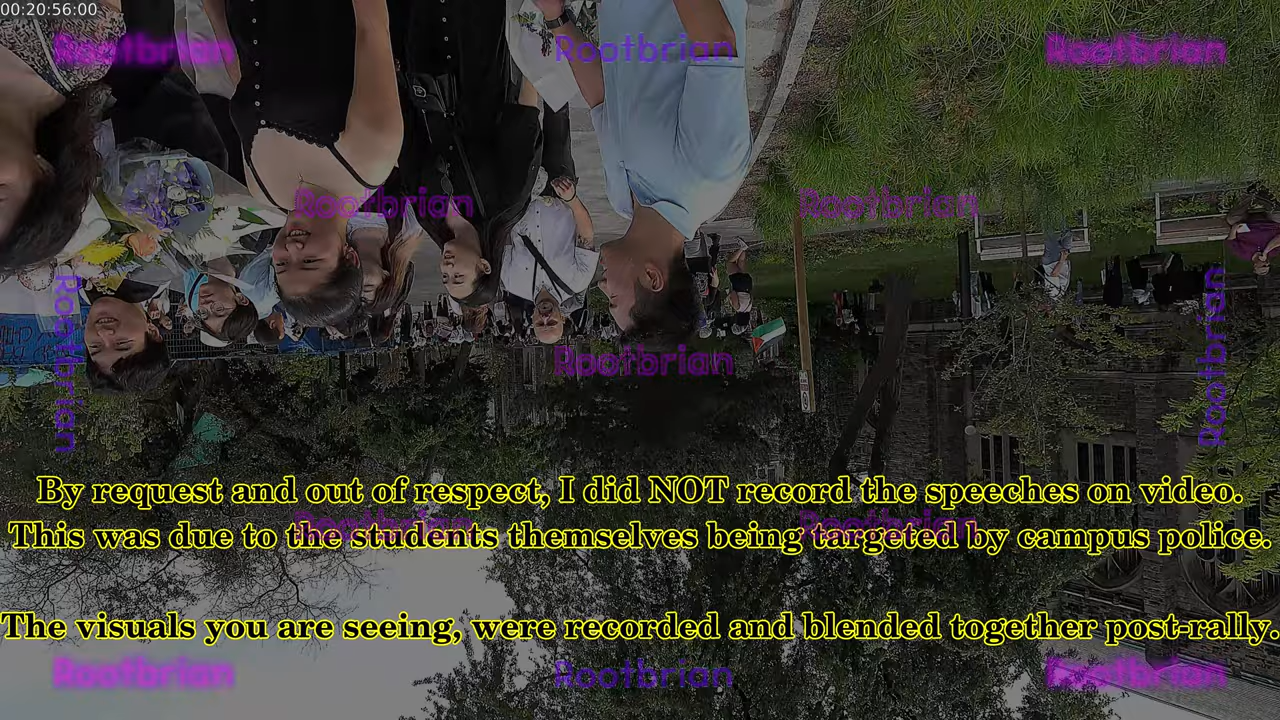 00:20:56:00
Rootbrian Rootbrian Rootbrian
Rootbrian Rootbrian
Rootbrian Rootbrian
Rootbrian
By request and out of respect, I did NOT record the speeches on video.
Rootbrian Rootbrian
This was due to the students themselves being targeted by campus police.
The visuals you are seeing, were recorded and blended together post-rally.
Rootbrian Rootbrian Rootbrian